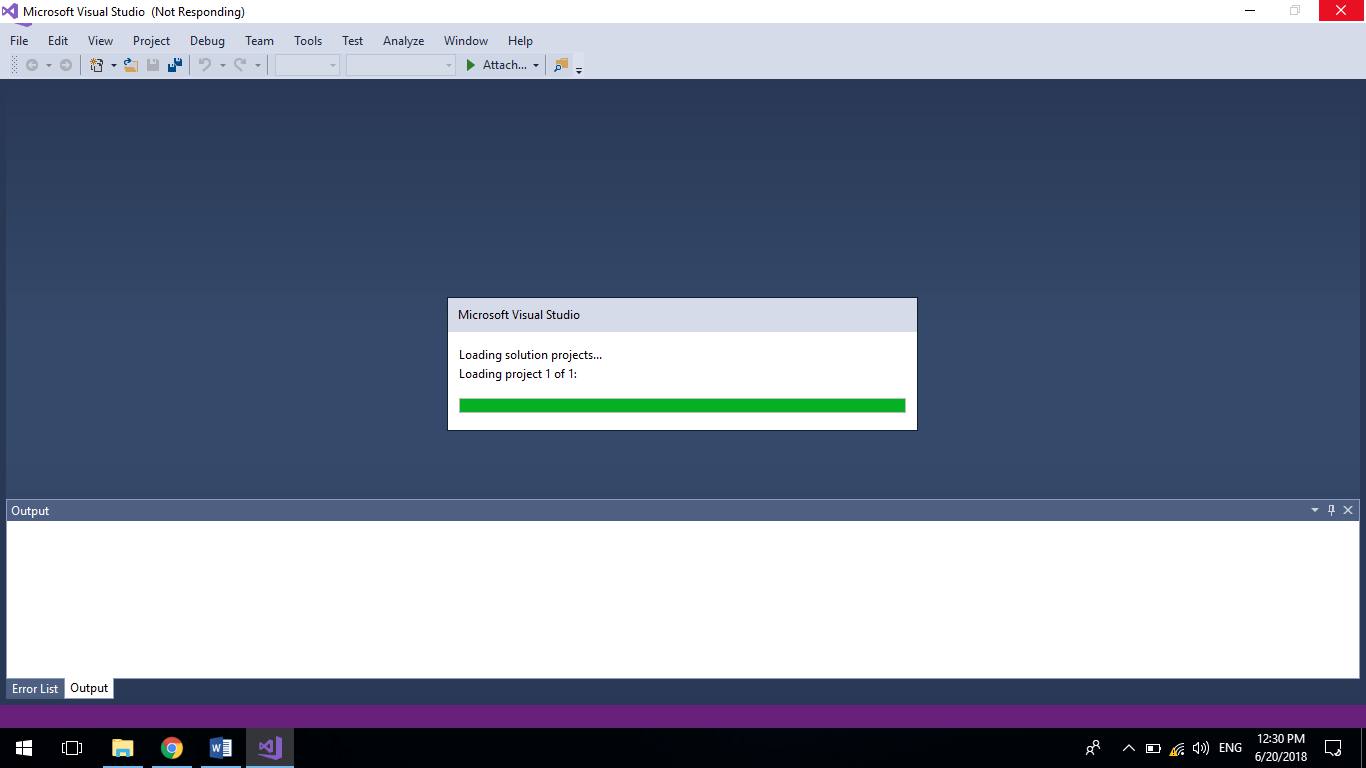 Microsoft Visual Studio (Not Responding)
File Edit View Project Debug Team Tools Test Analyze Window Help
Attach...
Microsoft Visual Studio
Loading solution projects...
Loading project 1 of 1:
Output
Error List Output
ENG
12:30 PM
6/20/2018